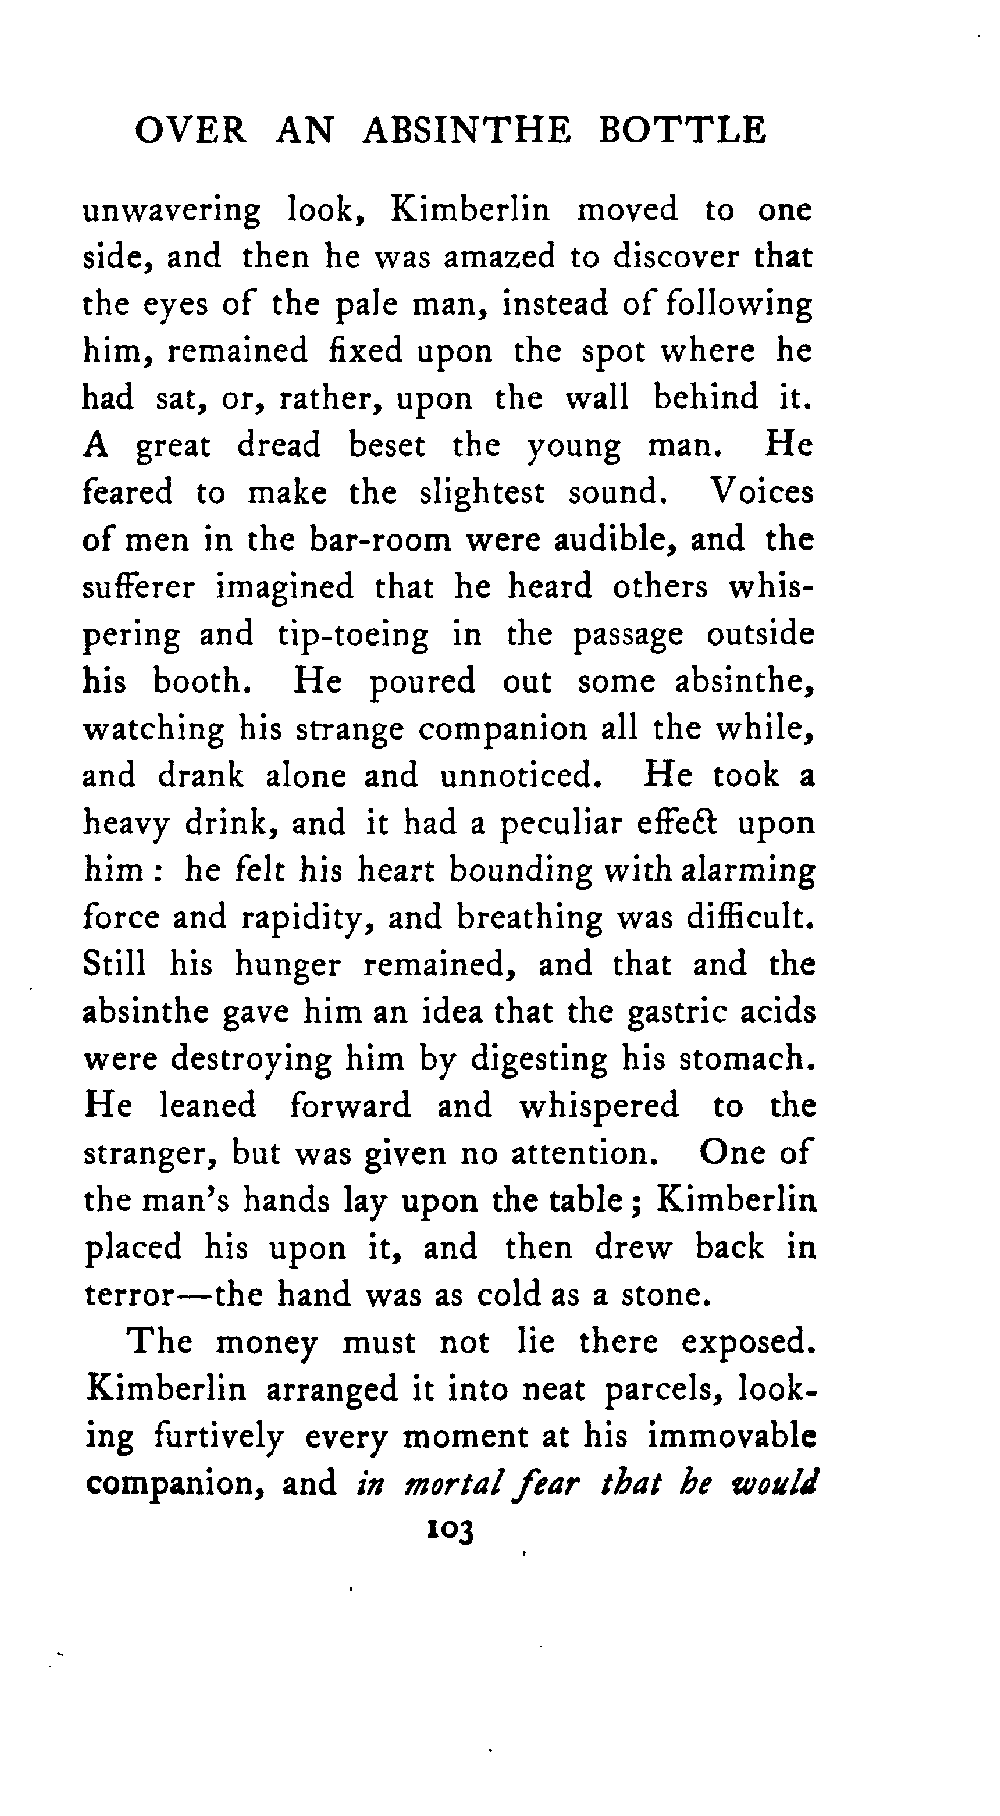 OVER AN ABSINTHE BOTTLE
unwavering look, Kimberlin moved to one
side, and then he was amazed to discover that
the eyes of the pale man, instead of following
him, remained fixed upon the spot where he
had sat, or, rather, upon the wall behind it.
A great dread beset the young man. He
feared to make the slightest sound. Voices
of men in the bar-room were audible, and the
sufferer imagined that he heard others whis-
pering and tip-toeing in the passage outside
his booth. He poured out some absinthe,
watching his strange companion all the while,
and drank alone and unnoticed. He took a
heavy drink, and it had a peculiar effect upon
him : he felt his heart bounding with alarming
force and rapidity, and breathing was difficult.
Still his hunger remained, and that and the
absinthe gave him an idea that the gastric acids
were destroying him by digesting his stomach.
He leaned forward and whispered to the
stranger, but was given no attention. One of
the man's hands lay upon the table ; Kimberlin
placed his upon it, and then drew back in
terror—the hand was as cold as a stone.
The money must not lie there exposed.
Kimberlin arranged it into neat parcels, look-
ing furtively every moment at his immovable
companion, and in mortal fear that he would
103